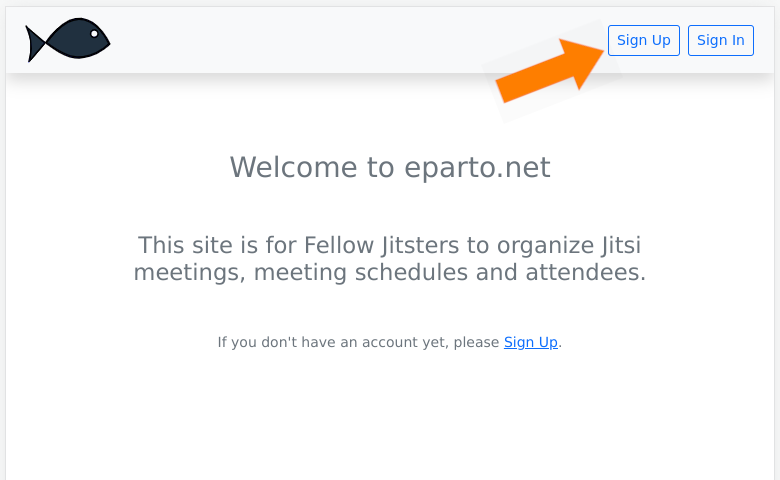 Sign Up Sign In
Welcome to eparto.net
This site is for Fellow Jitsters to organize Jitsi
meetings, meeting schedules and attendees.
If you don't have an account yet, please Sign Up.